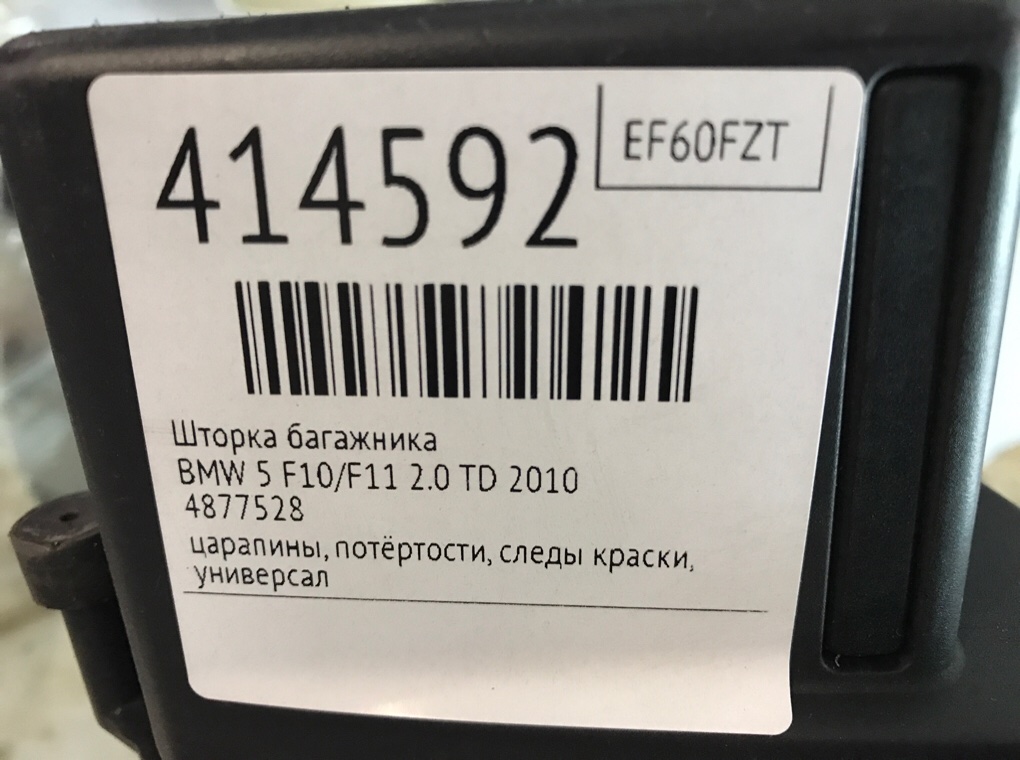 414592
EF60FZT
Шторка багажника
BMW 5 F10/F11 2.0 TD 2010
4877528
царапины, потёртости, следы краски,
универсал